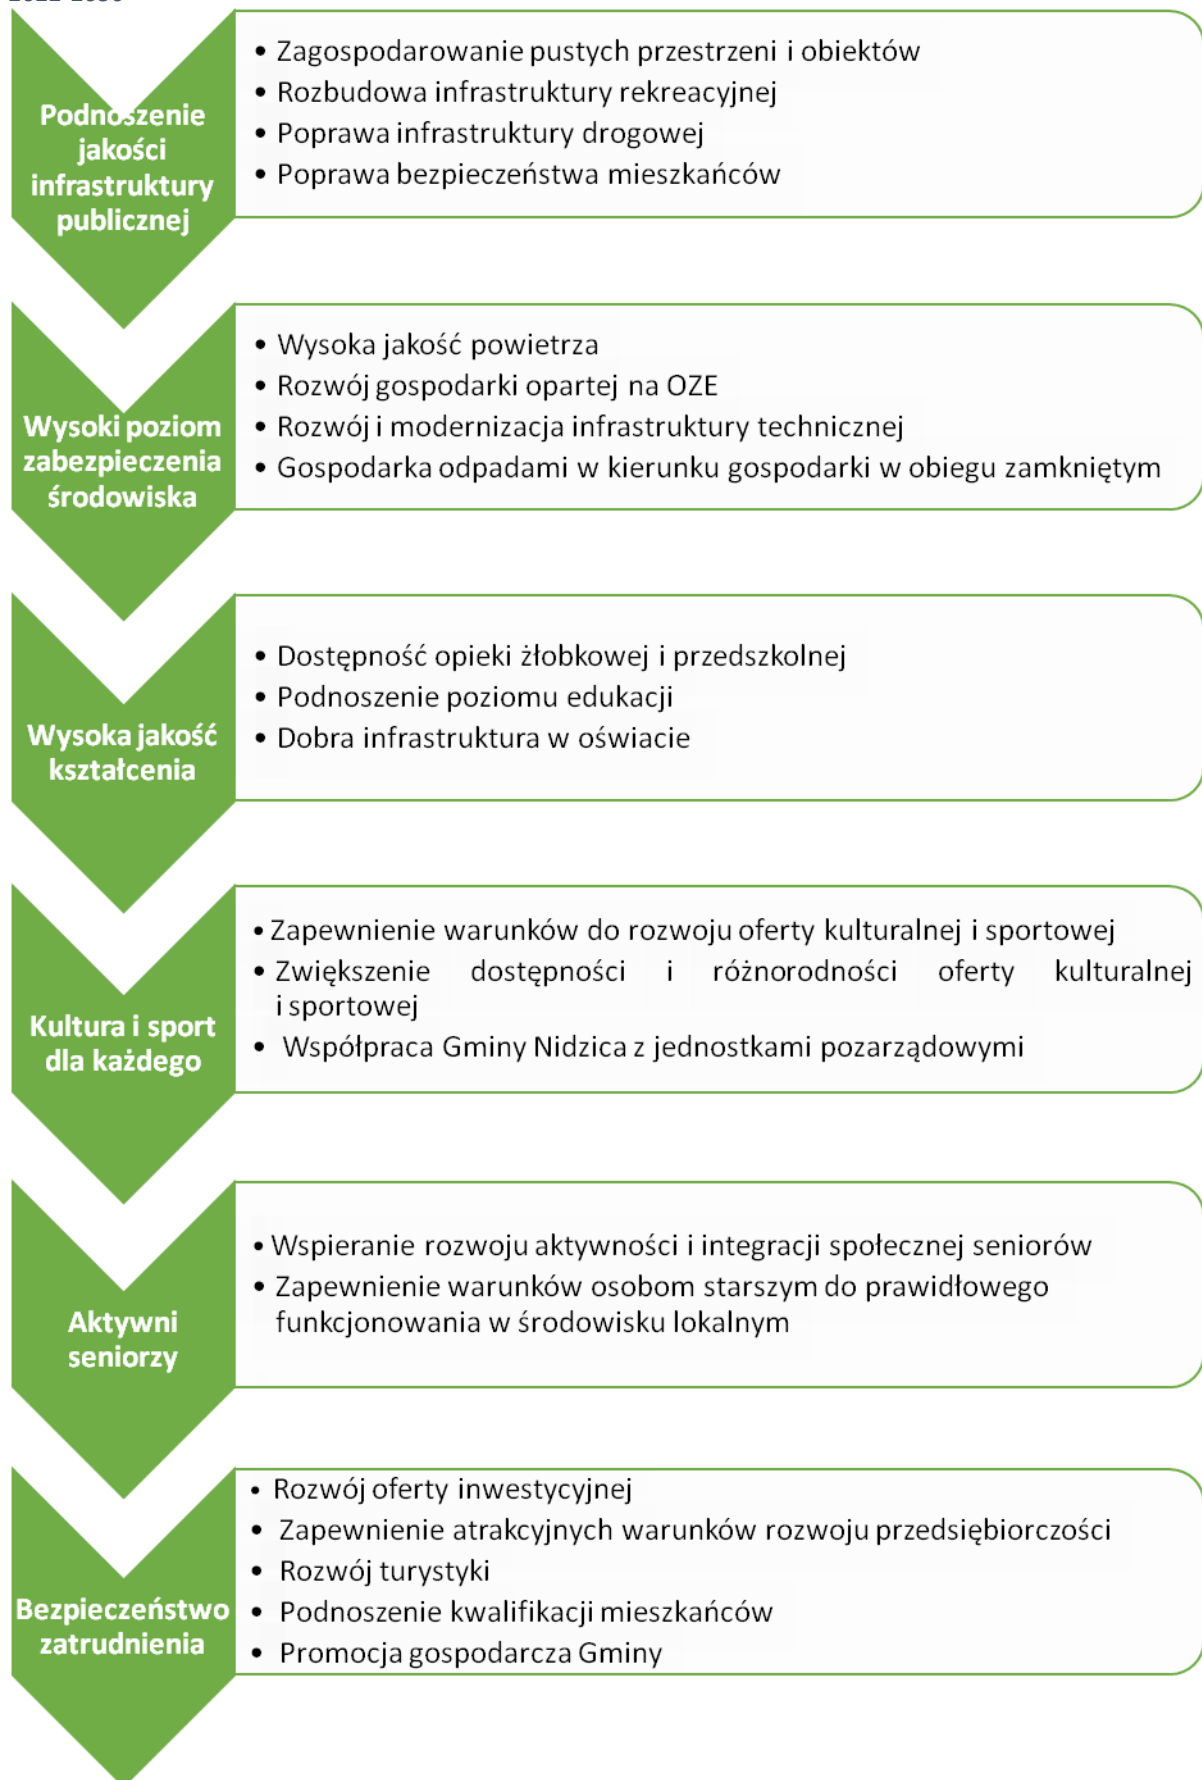 Podnoszenie
jakości
infrastruktury
publicznej
• Zagospodarowanie pustych przestrzeni i obiektów
• Rozbudowa infrastruktury rekreacyjnej
• Poprawa infrastruktury drogowej
• Poprawa bezpieczeństwa mieszkańców
Wysoki poziom
zabezpieczenia
środowiska
• Wysoka jakość powietrza
• Rozwój gospodarki opartej na OZE
• Rozwój i modernizacja infrastruktury technicznej
• Gospodarka odpadami w kierunku gospodarki w obiegu zamkniętym
Wysoka jakość
kształcenia
• Dostępność opieki żłobkowej i przedszkolnej
• Podnoszenie poziomu edukacji
• Dobra infrastruktura w oświacie
Kultura i sport
dla każdego
• Zapewnienie warunków do rozwoju oferty kulturalnej i sportowej
• Zwiększenie dostępności i różnorodności oferty kulturalnej
i sportowej
• Współpraca Gminy Nidzica z jednostkami pozarządowymi
Aktywni
seniorzy
• Wspieranie rozwoju aktywności i integracji społecznej seniorów
• Zapewnienie warunków osobom starszym do prawidłowego
funkcjonowania w środowisku lokalnym
Bezpieczeństwo
zatrudnienia
• Rozwój oferty inwestycyjnej
• Zapewnienie atrakcyjnych warunków rozwoju przedsiębiorczości
• Rozwój turystyki
• Podnoszenie kwalifikacji mieszkańców
• Promocja gospodarcza Gminy